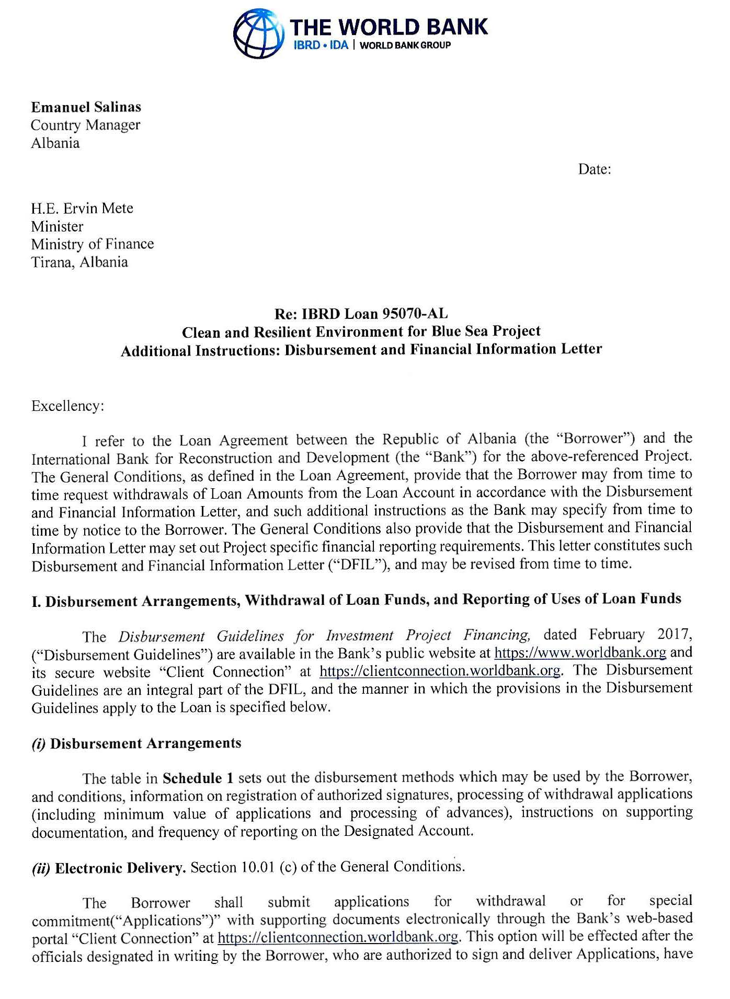 THE WORLD BANK
IBRD • IDA | WORLD BANK GROUP
Emanuel Salinas
Country Manager
Albania
Date:
H.E. Ervin Mete
Minister
Ministry of Finance
Tirana, Albania
Re: IBRD Loan 95070-AL
Clean and Resilient Environment for Blue Sea Project
Additional Instructions: Disbursement and Financial Information Letter
Excellency:
I refer to the Loan Agreement between the Republic of Albania (the “Borrower”) and the
International Bank for Reconstruction and Development (the “Bank”) for the above-referenced Project.
The General Conditions, as defined in the Loan Agreement, provide that the Borrower may from time to
time request withdrawals of Loan Amounts from the Loan Account in accordance with the Disbursement
and Financial Information Letter, and such additional instructions as the Bank may specify from time to
time by notice to the Borrower. The General Conditions also provide that the Disbursement and Financial
Information Letter may set out Project specific financial reporting requirements. This letter constitutes such
Disbursement and Financial Information Letter (“DFIL”), and may be revised from time to time.
I. Disbursement Arrangements, Withdrawal of Loan Funds, and Reporting of Uses of Loan Funds
The Disbursement Guidelines for Investment Project Financing, dated February 2017,
(“Disbursement Guidelines”) are available in the Bank’s public website at https://www.worldbank.org and
its secure website “Client Connection” at https://clientconnection.worldbank.org. The Disbursement
Guidelines are an integral part of the DFIL, and the manner in which the provisions in the Disbursement
Guidelines apply to the Loan is specified below.
(i) Disbursement Arrangements
The table in Schedule 1 sets out the disbursement methods which may be used by the Borrower,
and conditions, information on registration of authorized signatures, processing of withdrawal applications
(including minimum value of applications and processing of advances), instructions on supporting
documentation, and frequency of reporting on the Designated Account.
(ii) Electronic Delivery. Section 10.01 (c) of the General Conditions.
The Borrower shall submit applications for withdrawal or for special
commitment(“Applications”)” with supporting documents electronically through the Bank’s web-based
portal “Client Connection” at https://clientconnection.worldbank.org. This option will be effected after the
officials designated in writing by the Borrower, who are authorized to sign and deliver Applications, have